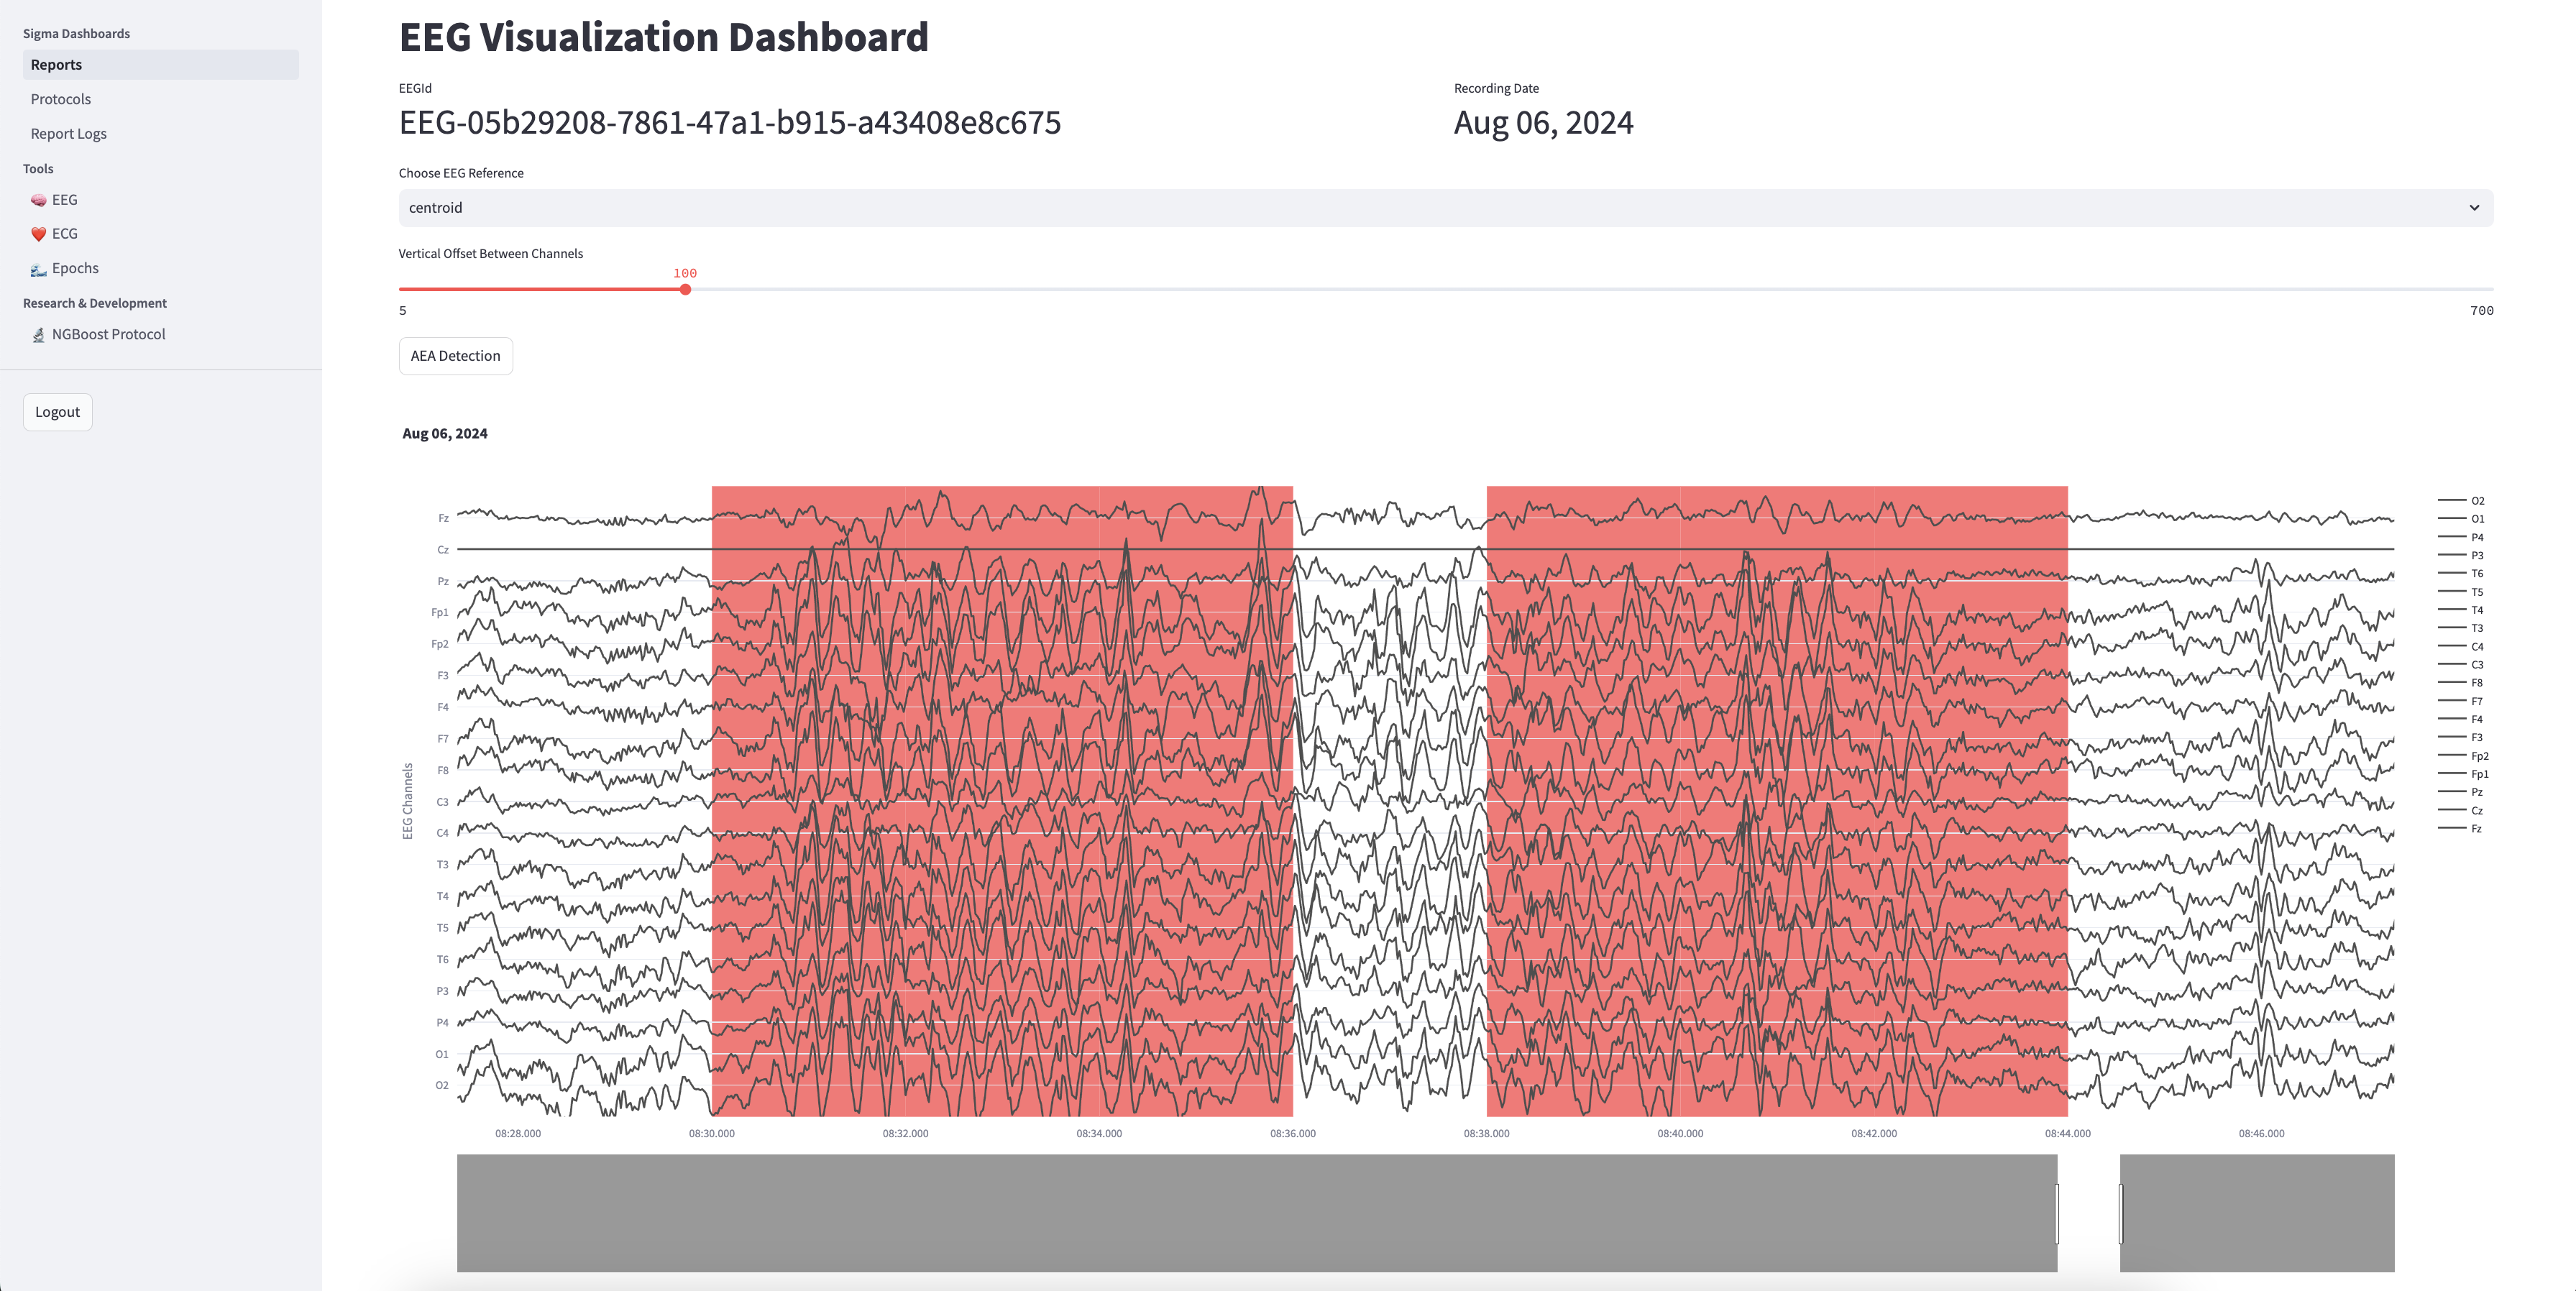 Sigma Dashboards
Reports
Protocols
Report Logs
Tools
EEG
ECG
Epochs
Research & Development
NGBoost Protocol
Logout
EEG Visualization Dashboard
EEGId
EEG-05b29208-7861-47a1-b915-a43408e8c675
Recording Date
Aug 06, 2024
Choose EEG Reference
centroid
Vertical Offset Between Channels
100
5
700
AEA Detection
Aug 06, 2024
EEG Channels
Fz
Cz
Pz
Fp1
Fp2
F3
F4
F7
F8
C3
C4
T3
T4
T5
T6
P3
P4
O1
O2
08:28.000
08:30.000
08:32.000
08:34.000
08:36.000
08:38.000
08:40.000
08:42.000
08:44.000
08:46.000
O2
O1
P4
P3
T6
T5
T4
T3
C4
C3
F8
F7
F4
F3
Fp2
Fp1
Pz
Cz
Fz